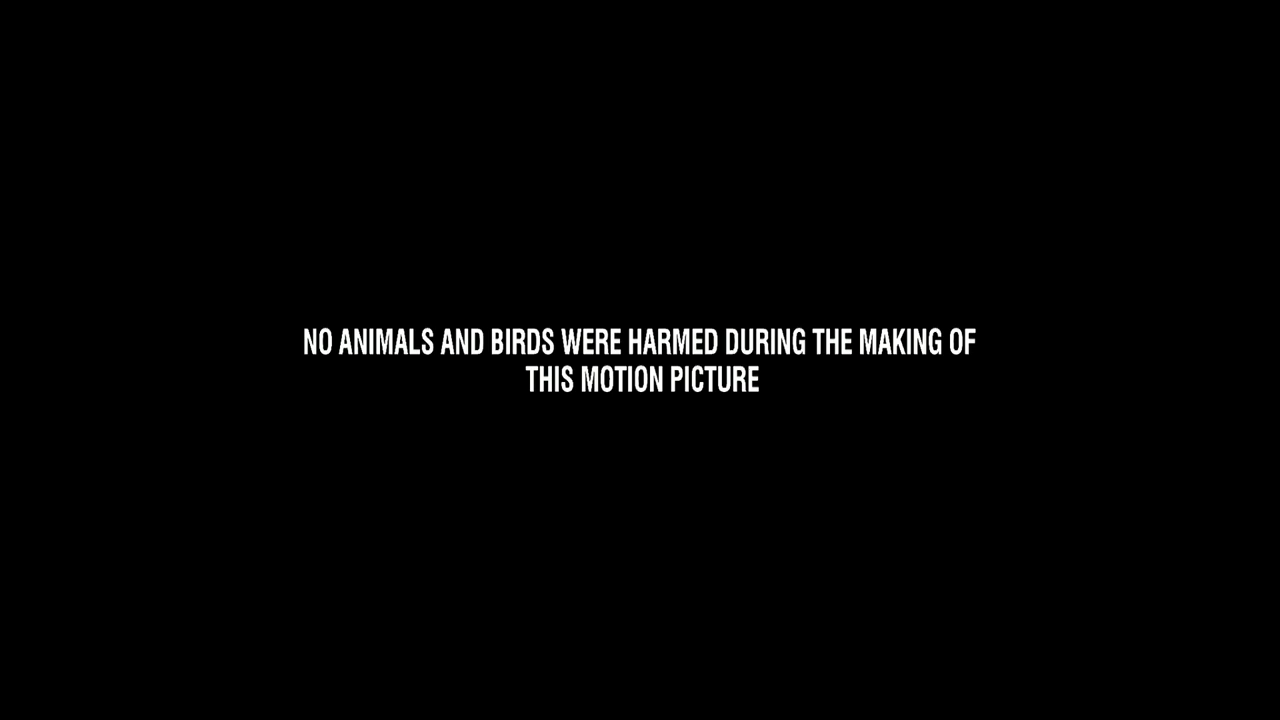 NO ANIMALS AND BIRDS WERE HARMED DURING THE MAKING OF
THIS MOTION PICTURE